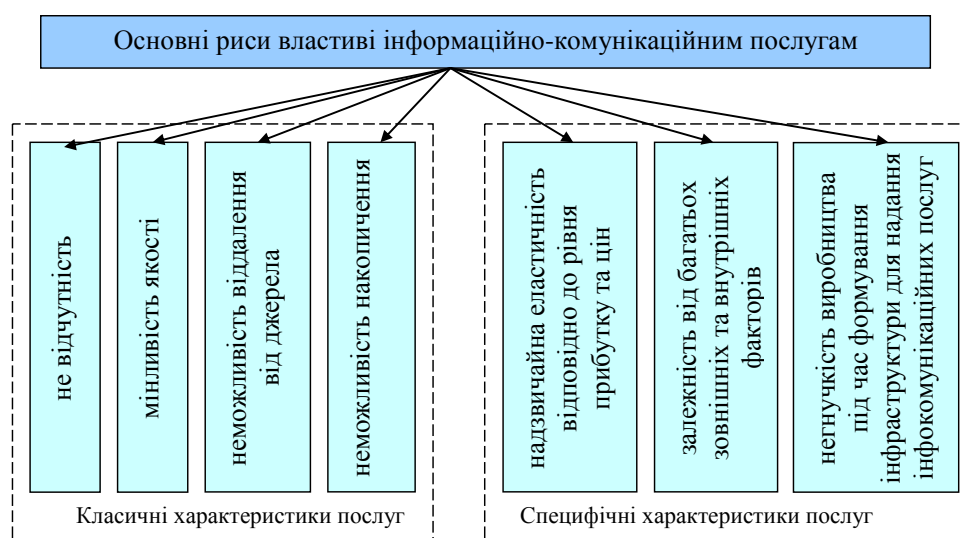 Основні риси властиві інформаційно-комунікаційним послугам
не відчутність
мінливість якості
неможливість віддалення
від джерела
неможливість накопичення
надзвичайна еластичність
відповідно до рівня
прибутку та цін
залежність від багатьох
зовнішніх та внутрішніх
факторів
негнучкість виробництва
під час формування
інфраструктури для надання
інфокомунікаційних послуг
Класичні характеристики послуг
Специфічні характеристики послуг